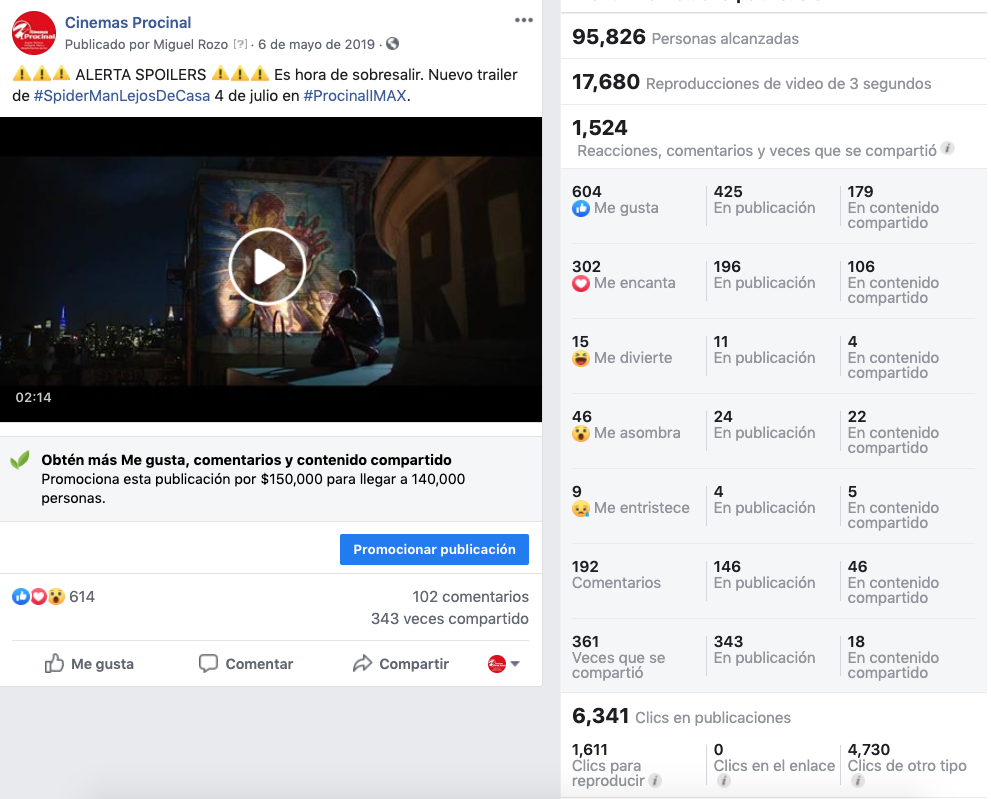 Cinemas Procinal
Publicado por Miguel Rozo [?] · 6 de mayo de 2019 ·
⚠️⚠️⚠️ ALERTA SPOILERS ⚠️⚠️⚠️ Es hora de sobresalir. Nuevo trailer
de #SpiderManLejosDeCasa 4 de julio en #ProcinalIMAX.
02:14
Obtén más Me gusta, comentarios y contenido compartido
Promociona esta publicación por $150,000 para llegar a 140,000
personas.
Promocionar publicación
614
102 comentarios
343 veces compartido
Me gusta
Comentar
Compartir
95,826 Personas alcanzadas
17,680 Reproducciones de video de 3 segundos
1,524
Reacciones, comentarios y veces que se compartió
604
Me gusta
425
En publicación
179
En contenido
compartido
302
Me encanta
196
En publicación
106
En contenido
compartido
15
Me divierte
11
En publicación
4
En contenido
compartido
46
Me asombra
24
En publicación
22
En contenido
compartido
9
Me entristece
4
En publicación
5
En contenido
compartido
192
Comentarios
146
En publicación
46
En contenido
compartido
361
Veces que se
compartió
343
En publicación
18
En contenido
compartido
6,341 Clics en publicaciones
1,611
Clics para
reproducir
0
Clics en el enlace
4,730
Clics de otro tipo